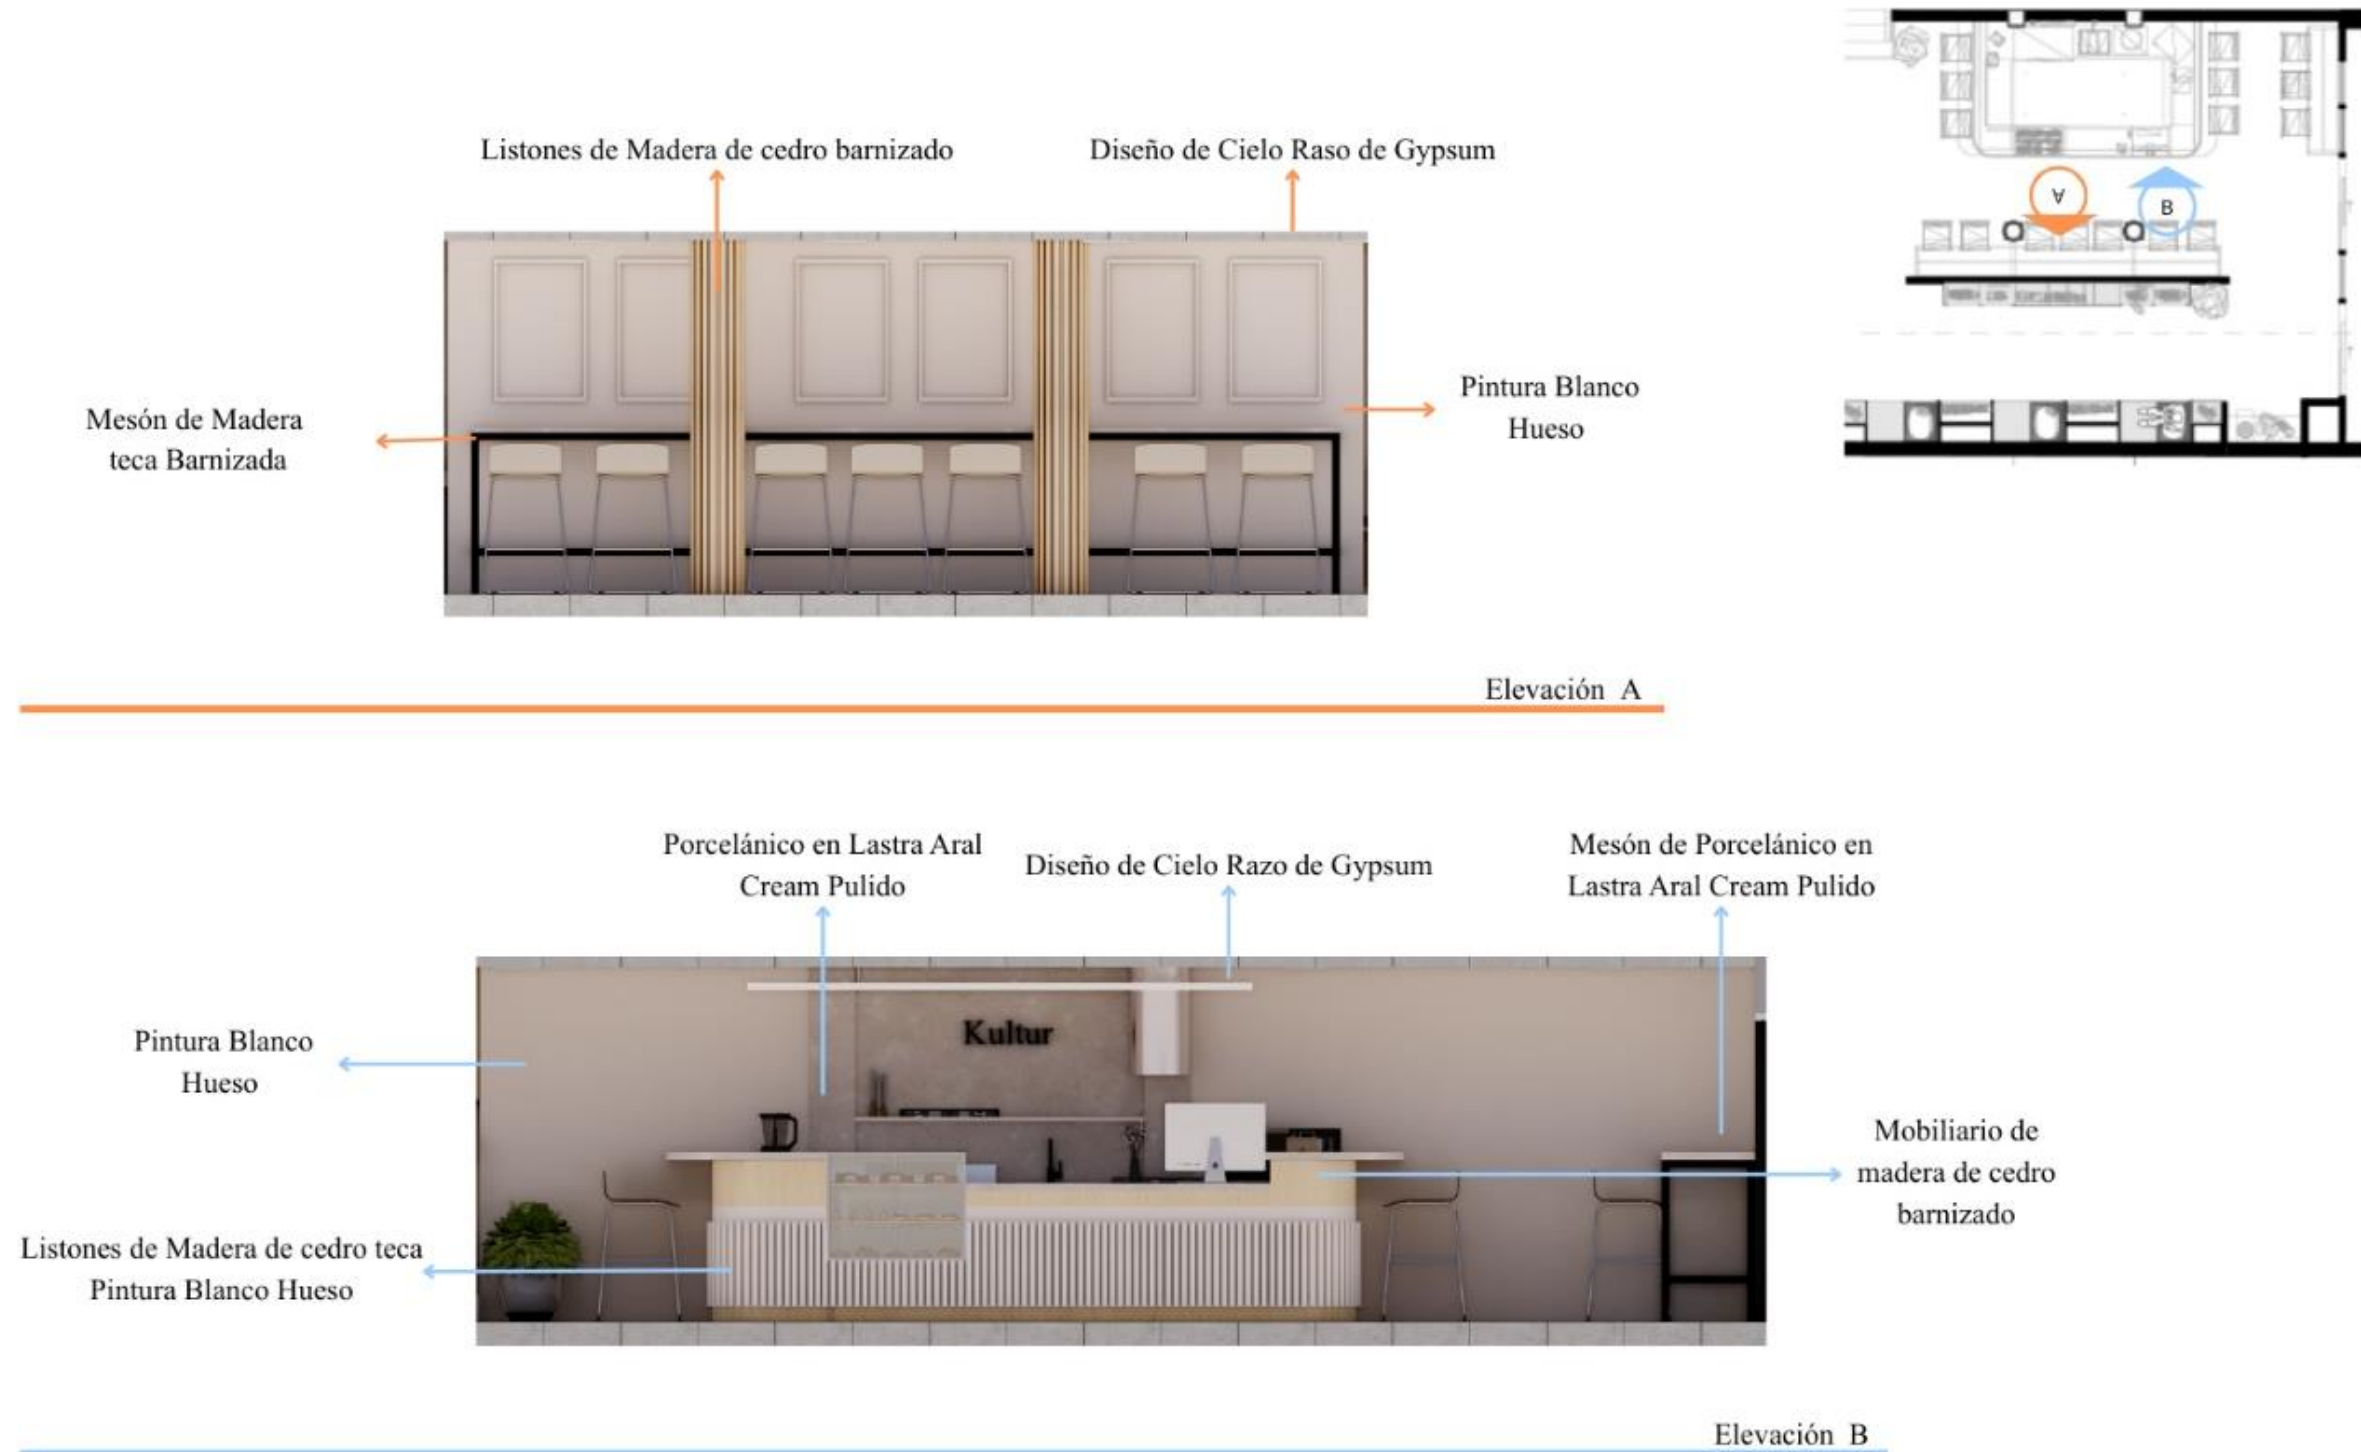 Listones de Madera de cedro barnizado
Diseño de Cielo Raso de Gypsum
Mesón de Madera
teca Barnizada
Pintura Blanco
Hueso
A
B
Elevación A
Porcelánico en Lastra Aral
Cream Pulido
Diseño de Cielo Razo de Gypsum
Mesón de Porcelánico en
Lastra Aral Cream Pulido
Pintura Blanco
Hueso
Kultur
Mobiliario de
madera de cedro
barnizado
Listones de Madera de cedro teca
Pintura Blanco Hueso
Elevación B